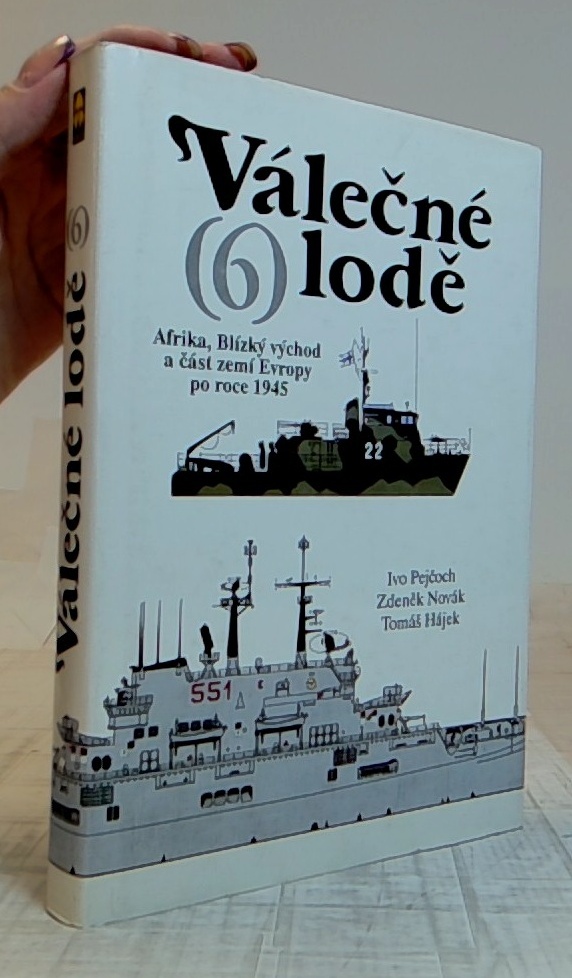 Válečné
(6) lodě
Afrika, Blízký východ
a část zemí Evropy
po roce 1945
22
Ivo Pejčoch
Zdeněk Novák
Tomáš Hájek
551
Válečné lodě (6)